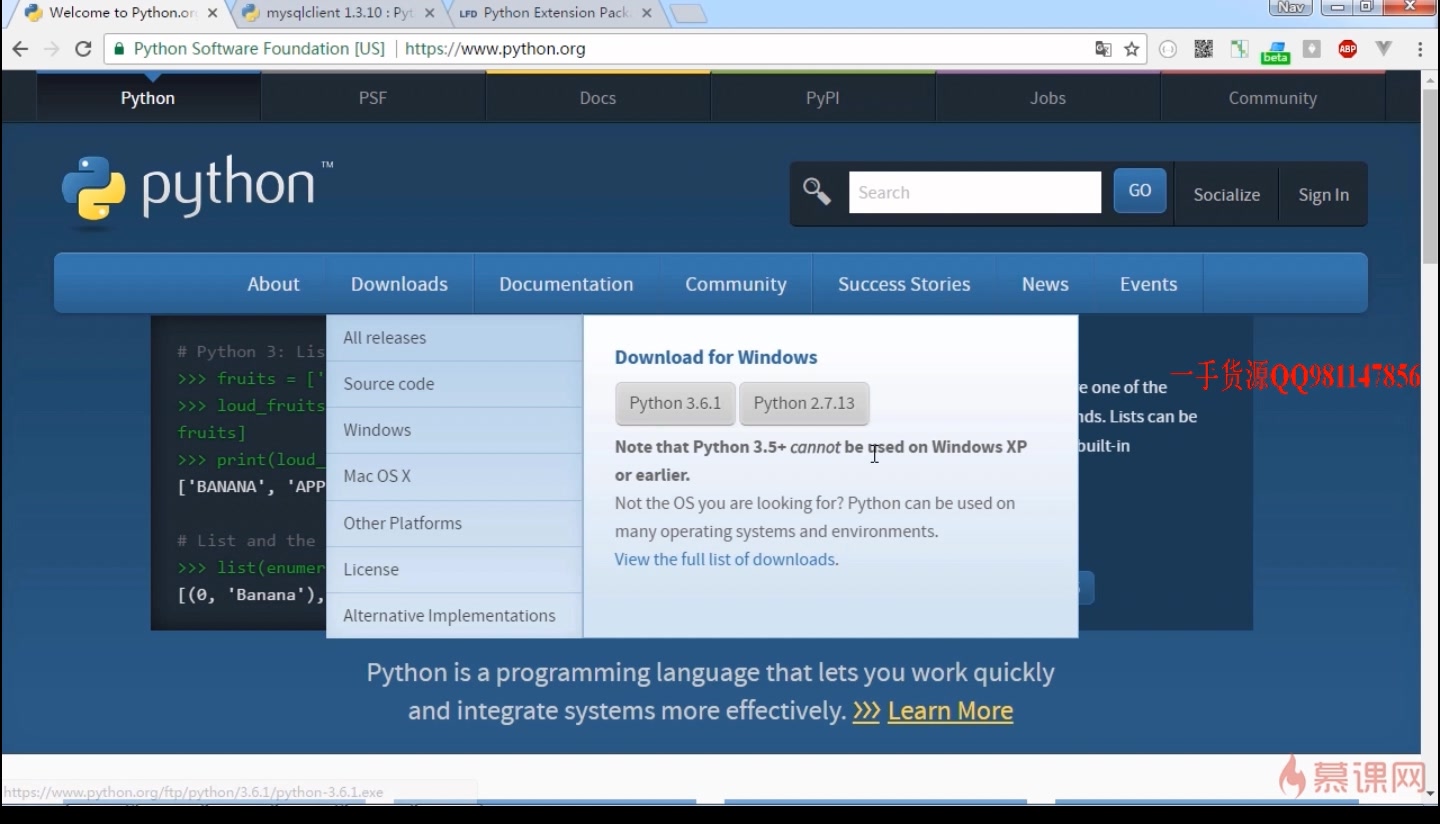 Welcome to Python.or
mysqlclient 1.3.10 : Pyt
LFD Python Extension Pack
Nav
Python Software Foundation [US] https://www.python.org
beta
ABP
Python
PSF
Docs
PyPI
Jobs
Community
python™
Search
GO
Socialize
Sign In
About
Downloads
Documentation
Community
Success Stories
News
Events
# Python 3: Lis
>>> fruits = ['
>>> loud_fruits
fruits]
>>> print(loud_
['BANANA', 'APP
# List and the
>>> list(enumer
[(0, 'Banana'),
All releases
Source code
Windows
Mac OS X
Other Platforms
License
Alternative Implementations
Download for Windows
Python 3.6.1
Python 2.7.13
Note that Python 3.5+ cannot be used on Windows XP
or earlier.
Not the OS you are looking for? Python can be used on
many operating systems and environments.
View the full list of downloads.
e one of the
nds. Lists can be
built-in
一手货源QQ981147856
Python is a programming language that lets you work quickly
and integrate systems more effectively. >>> Learn More
https://www.python.org/ftp/python/3.6.1/python-3.6.1.exe
慕课网